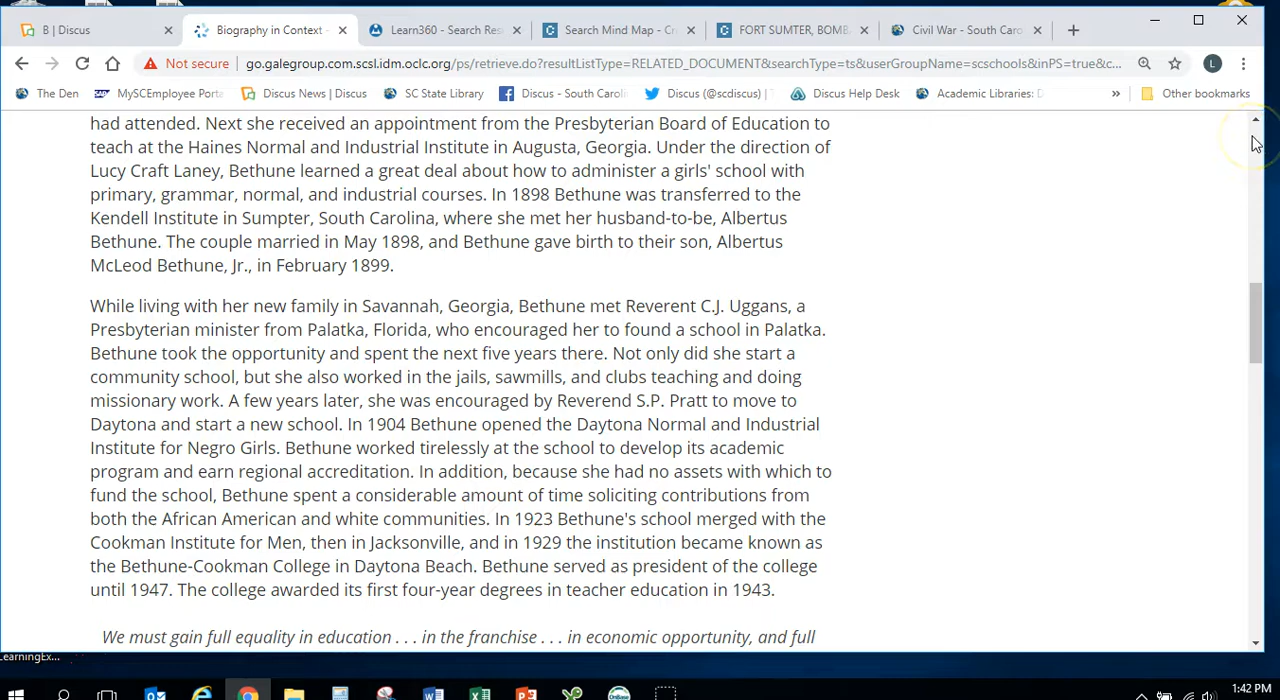 B | Discus
Biography in Context -
Learn360 - Search Res
Search Mind Map - Cr
FORT SUMTER, BOMB
Civil War - South Caro
Not secure
go.galegroup.com.scsl.idm.oclc.org/ps/retrieve.do?resultListType=RELATED_DOCUMENT&searchType=ts&userGroupName=scschools&inPS=true&c...
L
The Den
MySCEmployee Porta
Discus News | Discus
SC State Library
Discus - South Caroli
Discus (@scdiscus) | T
Discus Help Desk
Academic Libraries: D
»
Other bookmarks
had attended. Next she received an appointment from the Presbyterian Board of Education to
teach at the Haines Normal and Industrial Institute in Augusta, Georgia. Under the direction of
Lucy Craft Laney, Bethune learned a great deal about how to administer a girls' school with
primary, grammar, normal, and industrial courses. In 1898 Bethune was transferred to the
Kendell Institute in Sumpter, South Carolina, where she met her husband-to-be, Albertus
Bethune. The couple married in May 1898, and Bethune gave birth to their son, Albertus
McLeod Bethune, Jr., in February 1899.
While living with her new family in Savannah, Georgia, Bethune met Reverent C.J. Uggans, a
Presbyterian minister from Palatka, Florida, who encouraged her to found a school in Palatka.
Bethune took the opportunity and spent the next five years there. Not only did she start a
community school, but she also worked in the jails, sawmills, and clubs teaching and doing
missionary work. A few years later, she was encouraged by Reverend S.P. Pratt to move to
Daytona and start a new school. In 1904 Bethune opened the Daytona Normal and Industrial
Institute for Negro Girls. Bethune worked tirelessly at the school to develop its academic
program and earn regional accreditation. In addition, because she had no assets with which to
fund the school, Bethune spent a considerable amount of time soliciting contributions from
both the African American and white communities. In 1923 Bethune's school merged with the
Cookman Institute for Men, then in Jacksonville, and in 1929 the institution became known as
the Bethune-Cookman College in Daytona Beach. Bethune served as president of the college
until 1947. The college awarded its first four-year degrees in teacher education in 1943.
We must gain full equality in education . . . in the franchise . . . in economic opportunity, and full
LearningEx...
1:42 PM